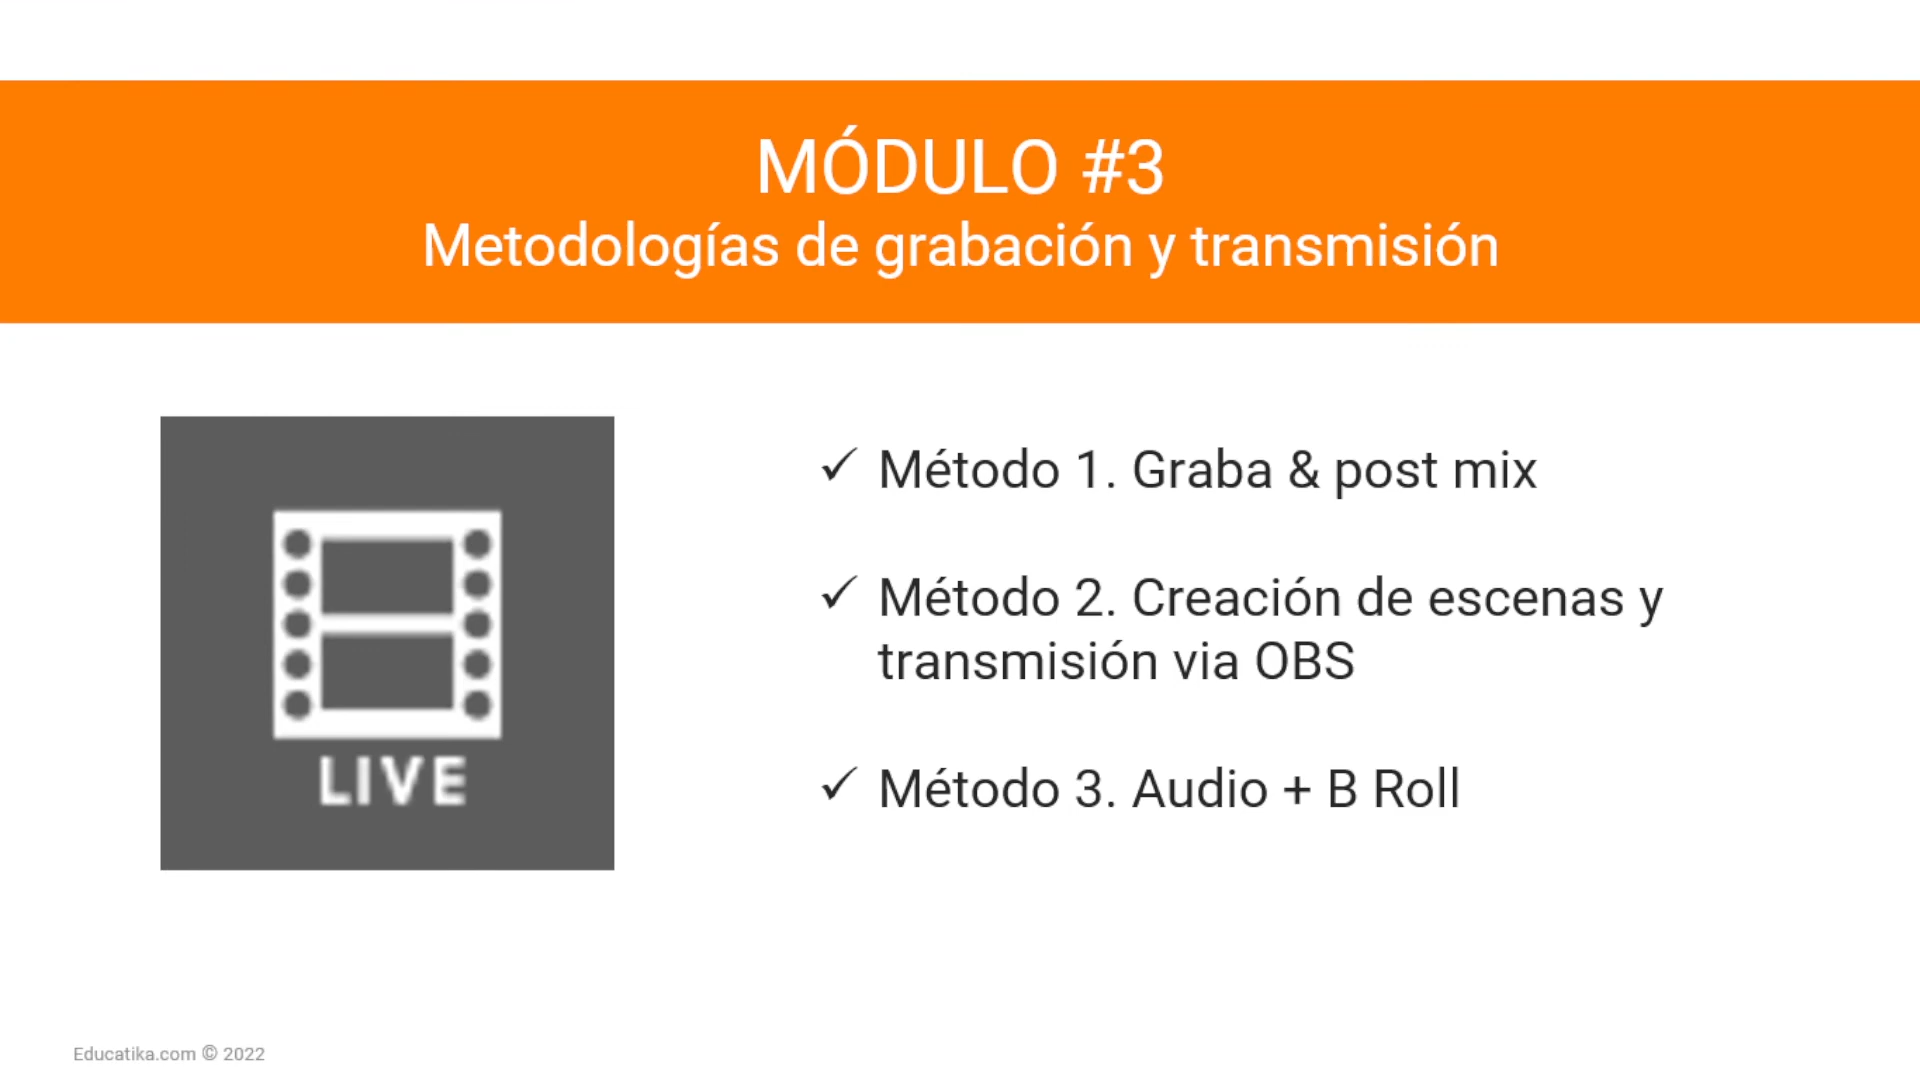 MÓDULO #3
Metodologías de grabación y transmisión
LIVE
✓ Método 1. Graba & post mix
✓ Método 2. Creación de escenas y
transmisión via OBS
✓ Método 3. Audio + B Roll
Educatika.com © 2022